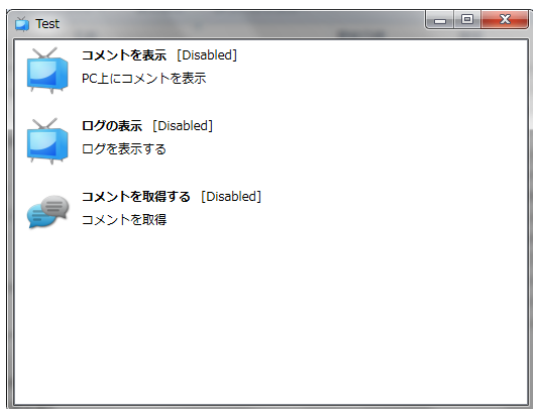 Test
コメントを表示 [Disabled]
PC上にコメントを表示
ログの表示 [Disabled]
ログを表示する
コメントを取得する [Disabled]
コメントを取得